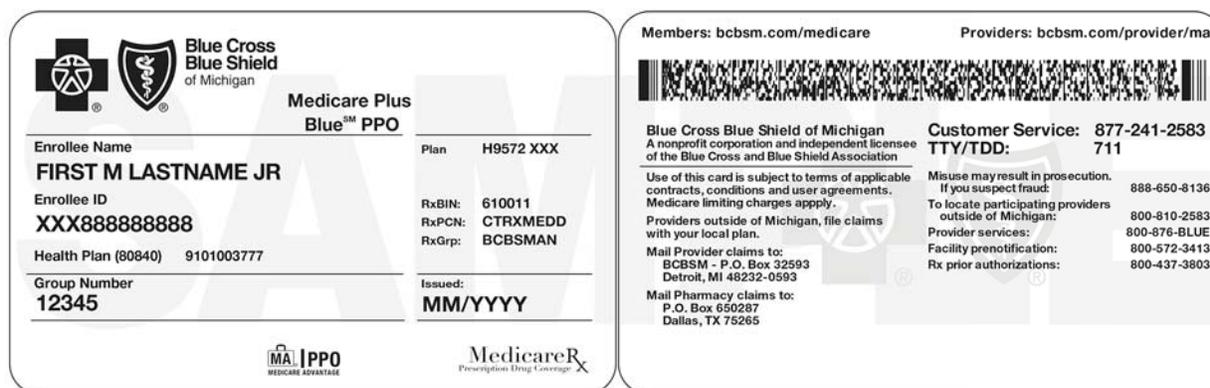 Blue Cross
Blue Shield
of Michigan
® ®
Medicare Plus
Blue℠ PPO
Enrollee Name
FIRST M LASTNAME JR
Enrollee ID
XXX888888888
Health Plan (80840) 9101003777
Group Number
12345
Plan H9572 XXX
RxBIN: 610011
RxPCN: CTRXMEDD
RxGrp: BCBSMAN
Issued:
MM/YYYY
MA PPO
MEDICARE ADVANTAGE
MedicareRx
Prescription Drug Coverage
Members: bcbsm.com/medicare Providers: bcbsm.com/provider/ma
Blue Cross Blue Shield of Michigan
A nonprofit corporation and independent licensee
of the Blue Cross and Blue Shield Association
Use of this card is subject to terms of applicable
contracts, conditions and user agreements.
Medicare limiting charges appply.
Providers outside of Michigan, file claims
with your local plan.
Mail Provider claims to:
BCBSM - P.O. Box 32593
Detroit, MI 48232-0593
Mail Pharmacy claims to:
P.O. Box 650287
Dallas, TX 75265
Customer Service: 877-241-2583
TTY/TDD: 711
Misuse may result in prosecution.
If you suspect fraud: 888-650-8136
To locate participating providers
outside of Michigan: 800-810-2583
Provider services: 800-876-BLUE
Facility prenotification: 800-572-3413
Rx prior authorizations: 800-437-3803
® ®
SAMPLE